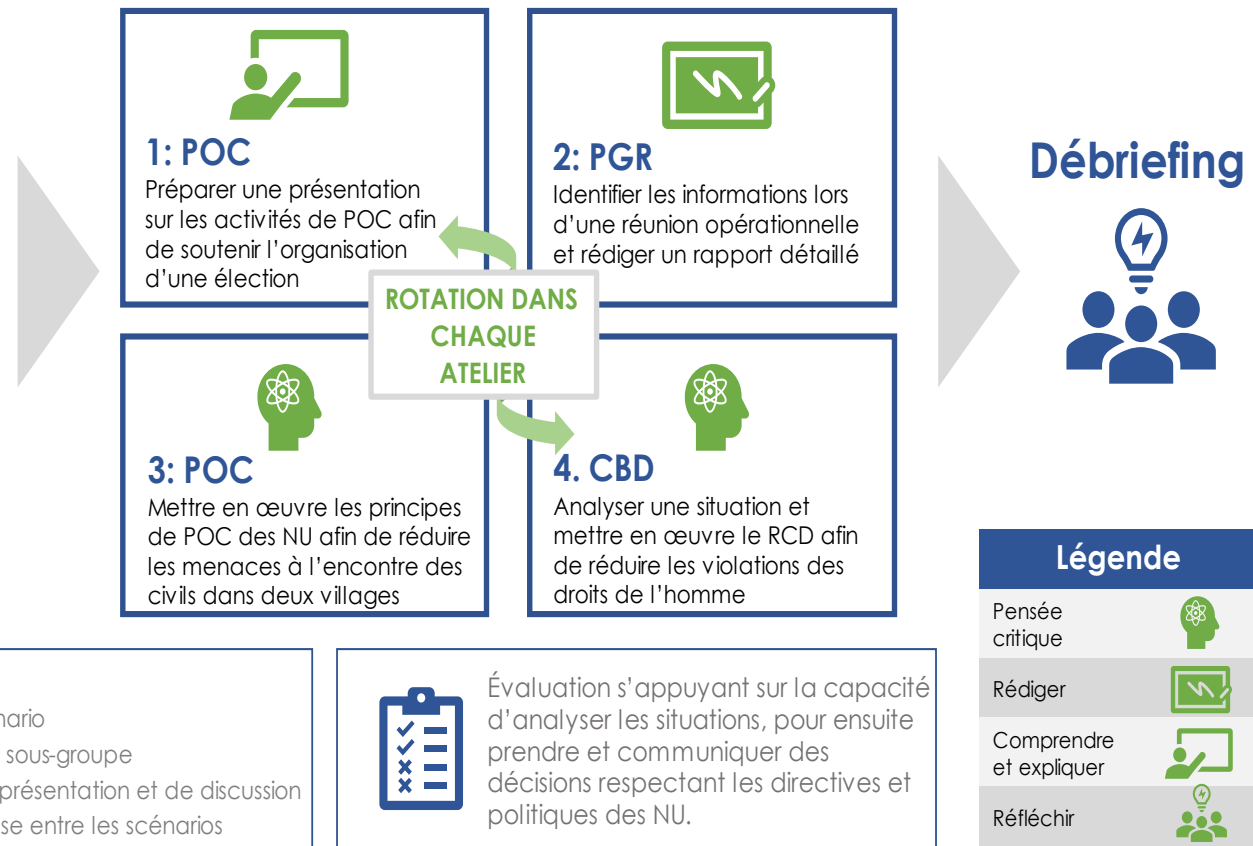 1: POC
Préparer une présentation
sur les activités de POC afin
de soutenir l’organisation
d’une élection
2: PGR
Identifier les informations lors
d’une réunion opérationnelle
et rédiger un rapport détaillé
ROTATION DANS
CHAQUE
ATELIER
3: POC
Mettre en œuvre les principes
de POC des NU afin de réduire
les menaces à l’encontre des
civils dans deux villages
4. CBD
Analyser une situation et
mettre en œuvre le RCD afin
de réduire les violations des
droits de l’homme
Débriefing
Légende
Pensée
critique
Rédiger
Comprendre
et expliquer
Réfléchir
sous-groupe
présentation et de discussion
entre les scénarios
Évaluation s’appuyant sur la capacité
d’analyser les situations, pour ensuite
prendre et communiquer des
décisions respectant les directives et
politiques des NU.